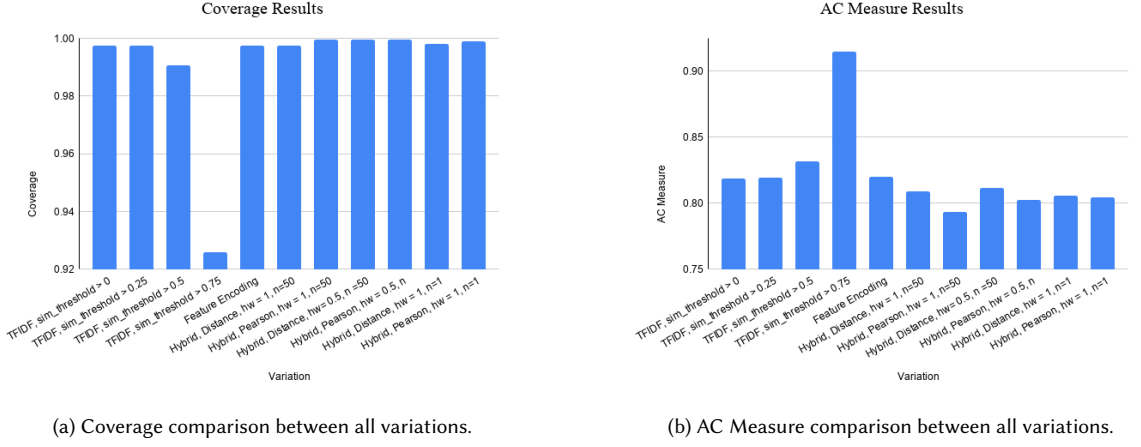 Coverage Results
1.00
0.98
0.96
0.94
0.92
Coverage
TFIDF, sim_threshold > 0
TFIDF, sim_threshold > 0.25
TFIDF, sim_threshold > 0.5
TFIDF, sim_threshold > 0.75
Feature Encoding
Hybrid, Distance, hw = 1, n=50
Hybrid, Pearson, hw = 1, n=50
Hybrid, Distance, hw= 0.5, n =50
Hybrid, Pearson, hw = 0.5, n
Hybrid, Distance, hw = 1, n=1
Hybrid, Pearson, hw = 1, n=1
Variation
(a) Coverage comparison between all variations.
AC Measure Results
0.90
0.85
0.80
0.75
AC Measure
TFIDF, sim_threshold > 0
TFIDF, sim_threshold > 0.25
TFIDF, sim_threshold > 0.5
TFIDF, sim_threshold > 0.75
Feature Encoding
Hybrid, Distance, hw = 1, n=50
Hybrid, Pearson, hw = 1, n=50
Hybrid, Distance, hw= 0.5, n =50
Hybrid, Pearson, hw = 0.5, n
Hybrid, Distance, hw = 1, n=1
Hybrid, Pearson, hw = 1, n=1
Variation
(b) AC Measure comparison between all variations.